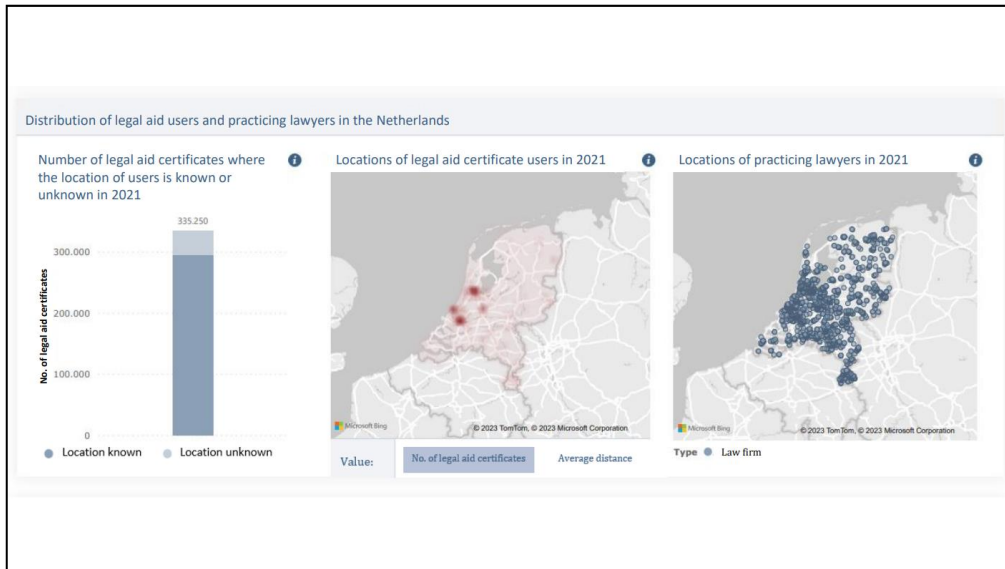 Distribution of legal aid users and practicing lawyers in the Netherlands
Number of legal aid certificates where
the location of users is known or
unknown in 2021
i
335.250
300.000
200.000
100.000
0
No. of legal aid certificates
Location known
Location unknown
Locations of legal aid certificate users in 2021
i
Microsoft Bing
© 2023 TomTom, © 2023 Microsoft Corporation
Value:
No. of legal aid certificates
Average distance
Locations of practicing lawyers in 2021
i
Microsoft Bing
© 2023 TomTom, © 2023 Microsoft Corporation
Type
Law firm